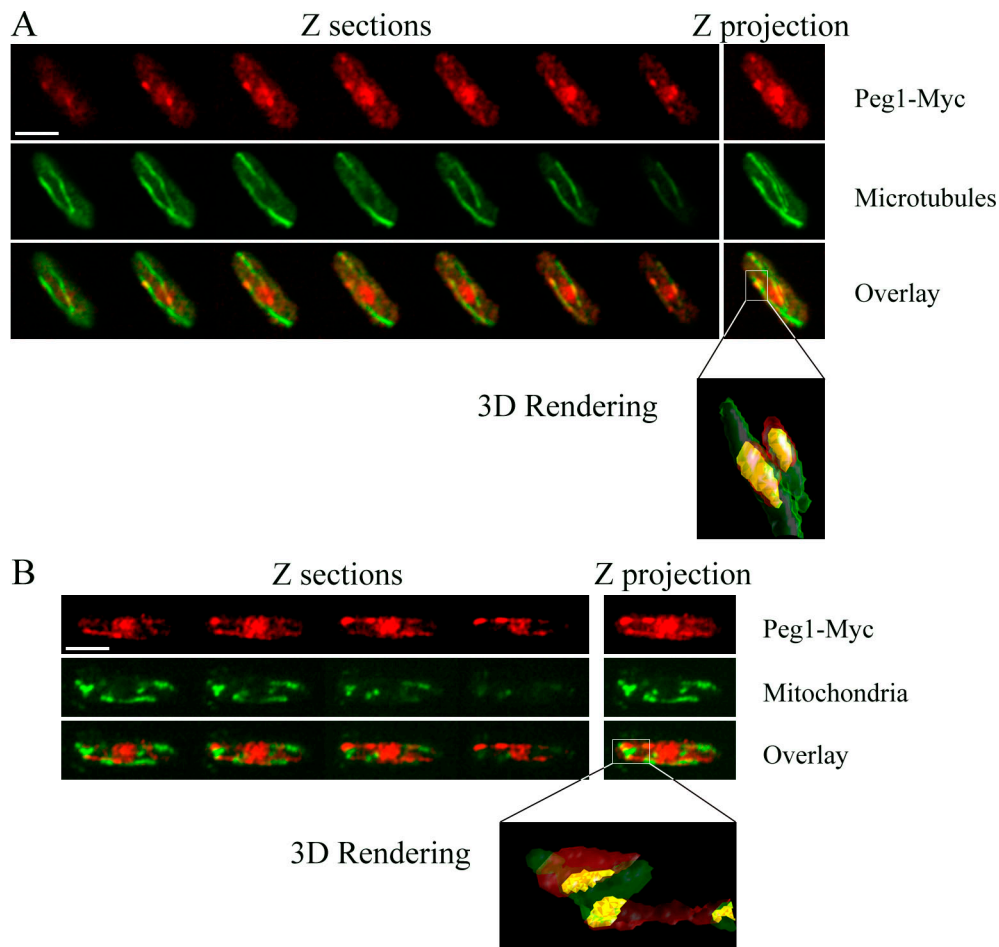 A
Z sections
Z projection
Peg1-Myc
Microtubules
Overlay
3D Rendering
B
Z sections
Z projection
Peg1-Myc
Mitochondria
Overlay
3D Rendering